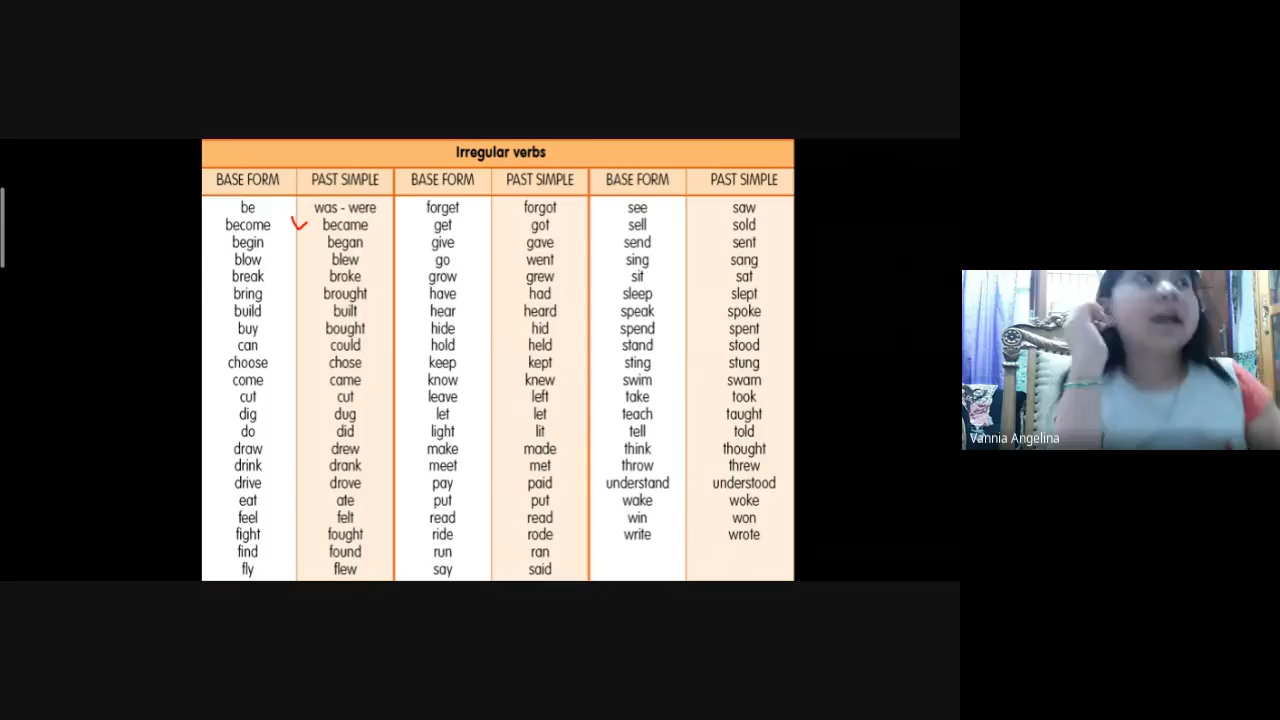 Irregular verbs
BASE FORM PAST SIMPLE BASE FORM PAST SIMPLE BASE FORM PAST SIMPLE
be was - were forget forgot see saw
become became get got sell sold
begin began give gave send sent
blow blew go went sing sang
break broke grow grew sit sat
bring brought have had sleep slept
build built hear heard speak spoke
buy bought hide hid spend spent
can could hold held stand stood
choose chose keep kept sting stung
come came know knew swim swam
cut cut leave left take took
dig dug let let teach taught
do did light lit tell told
draw drew make made think thought
drink drank meet met throw threw
drive drove pay paid understand understood
eat ate put put wake woke
feel felt read read win won
fight fought ride rode write wrote
find found run ran
fly flew say said
Vannia Angelina